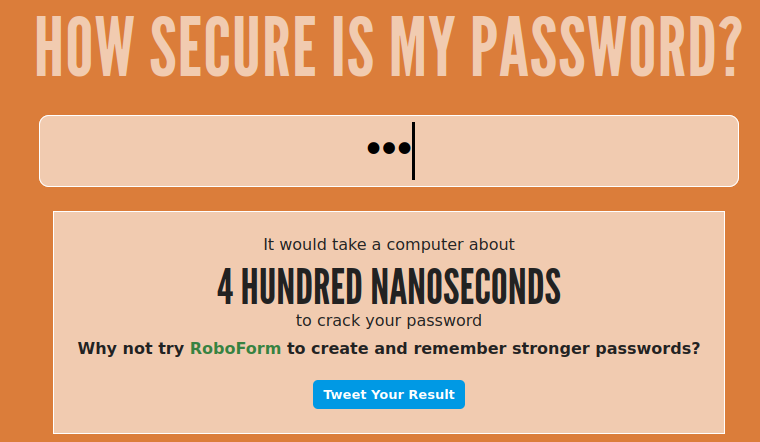 HOW SECURE IS MY PASSWORD?
•••
It would take a computer about
4 HUNDRED NANOSECONDS
to crack your password
Why not try RoboForm to create and remember stronger passwords?
Tweet Your Result